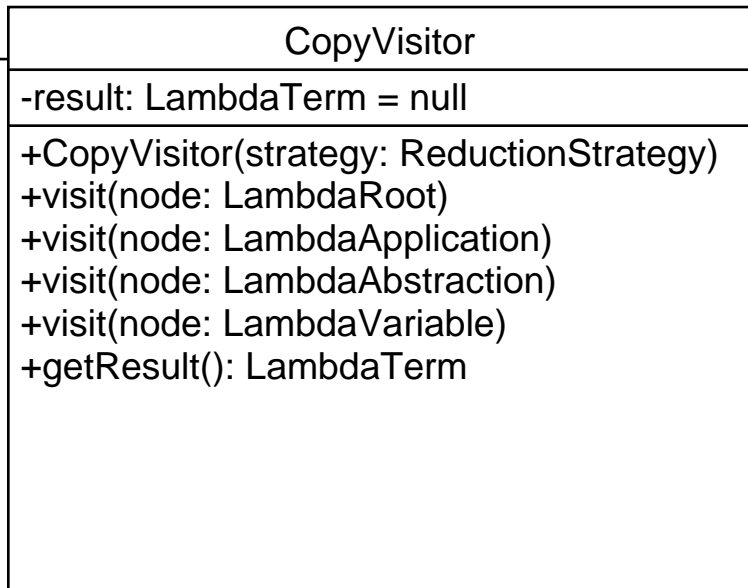 CopyVisitor
-result: LambdaTerm = null
+CopyVisitor(strategy: ReductionStrategy)
+visit(node: LambdaRoot)
+visit(node: LambdaApplication)
+visit(node: LambdaAbstraction)
+visit(node: LambdaVariable)
+getResult(): LambdaTerm